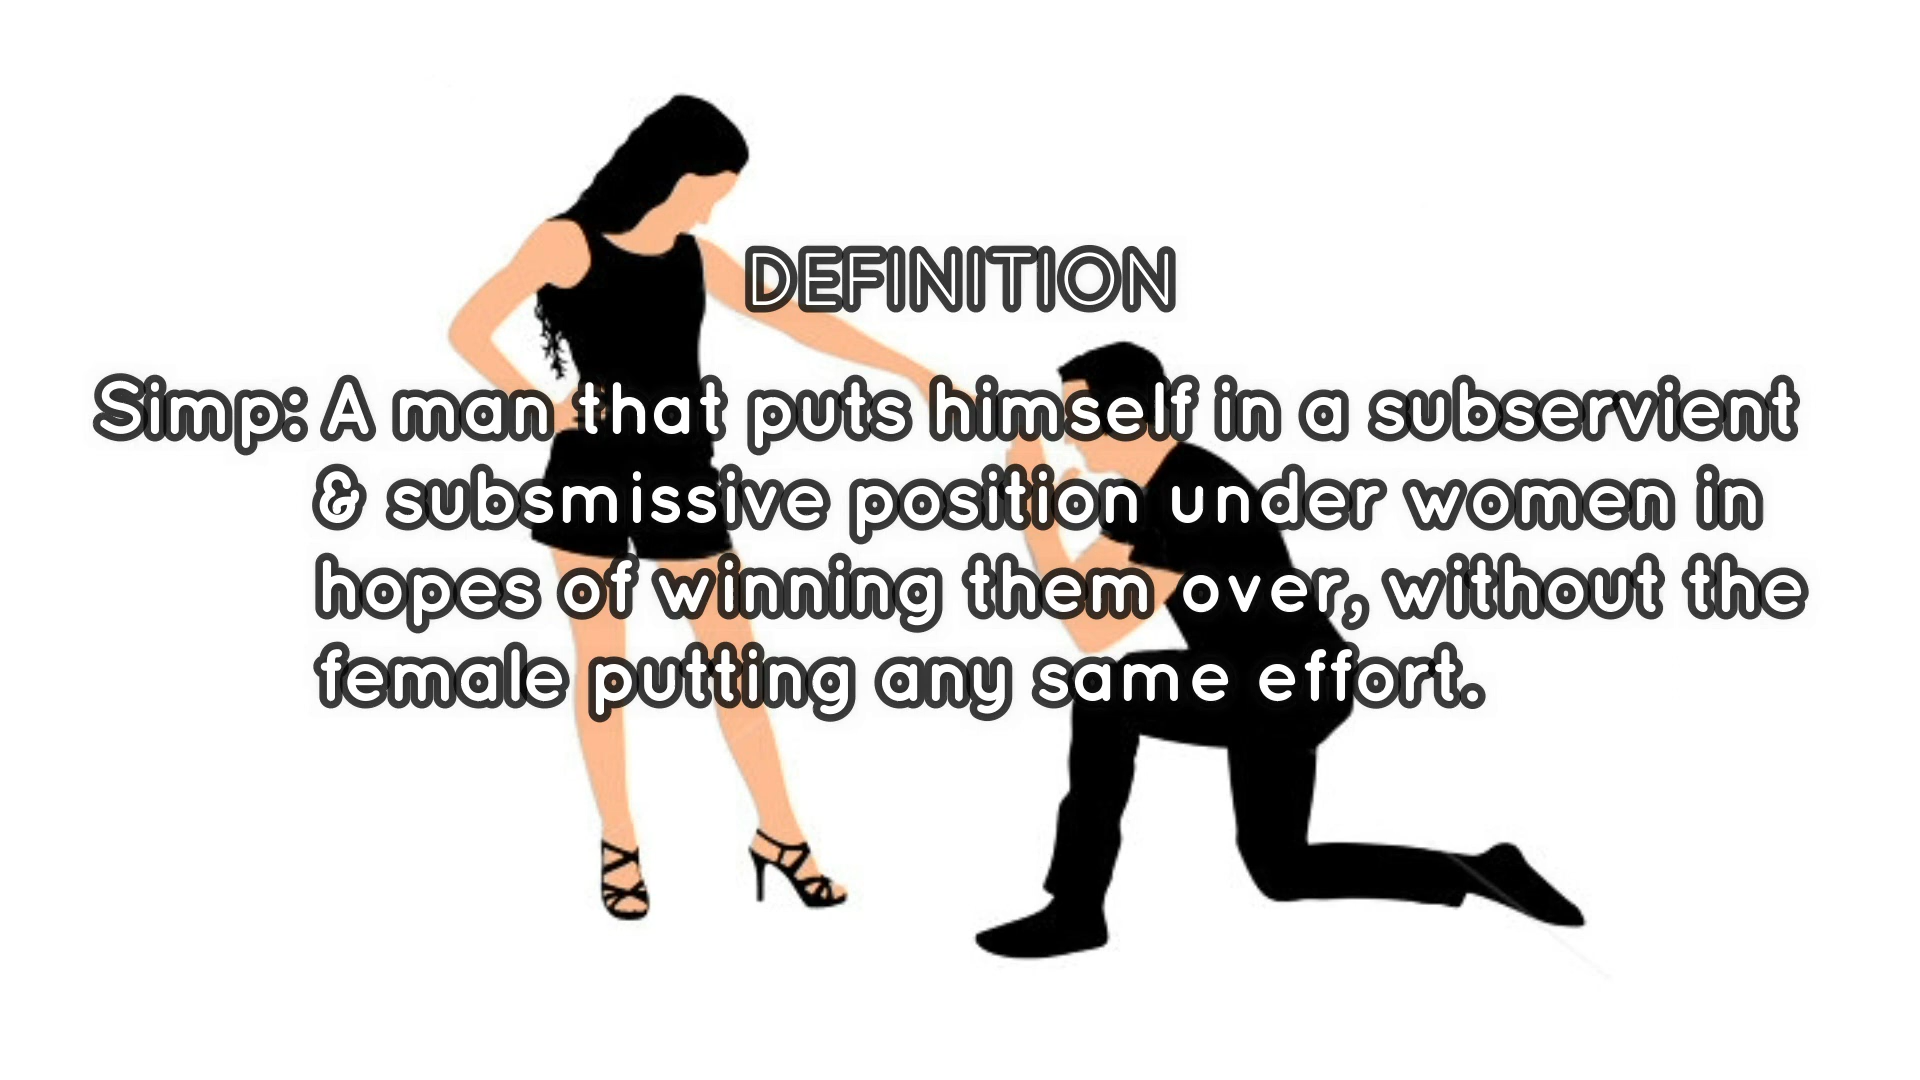 DEFINITION
Simp: A man that puts himself in a subservient
& subsmissive position under women in
hopes of winning them over, without the
female putting any same effort.